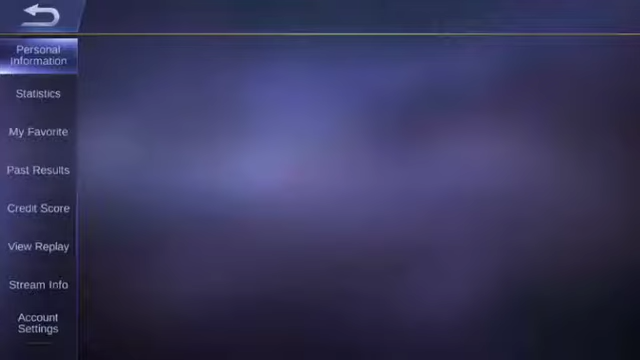 Personal
Information
Statistics
My Favorite
Past Results
Credit Score
View Replay
Stream Info
Account
Settings